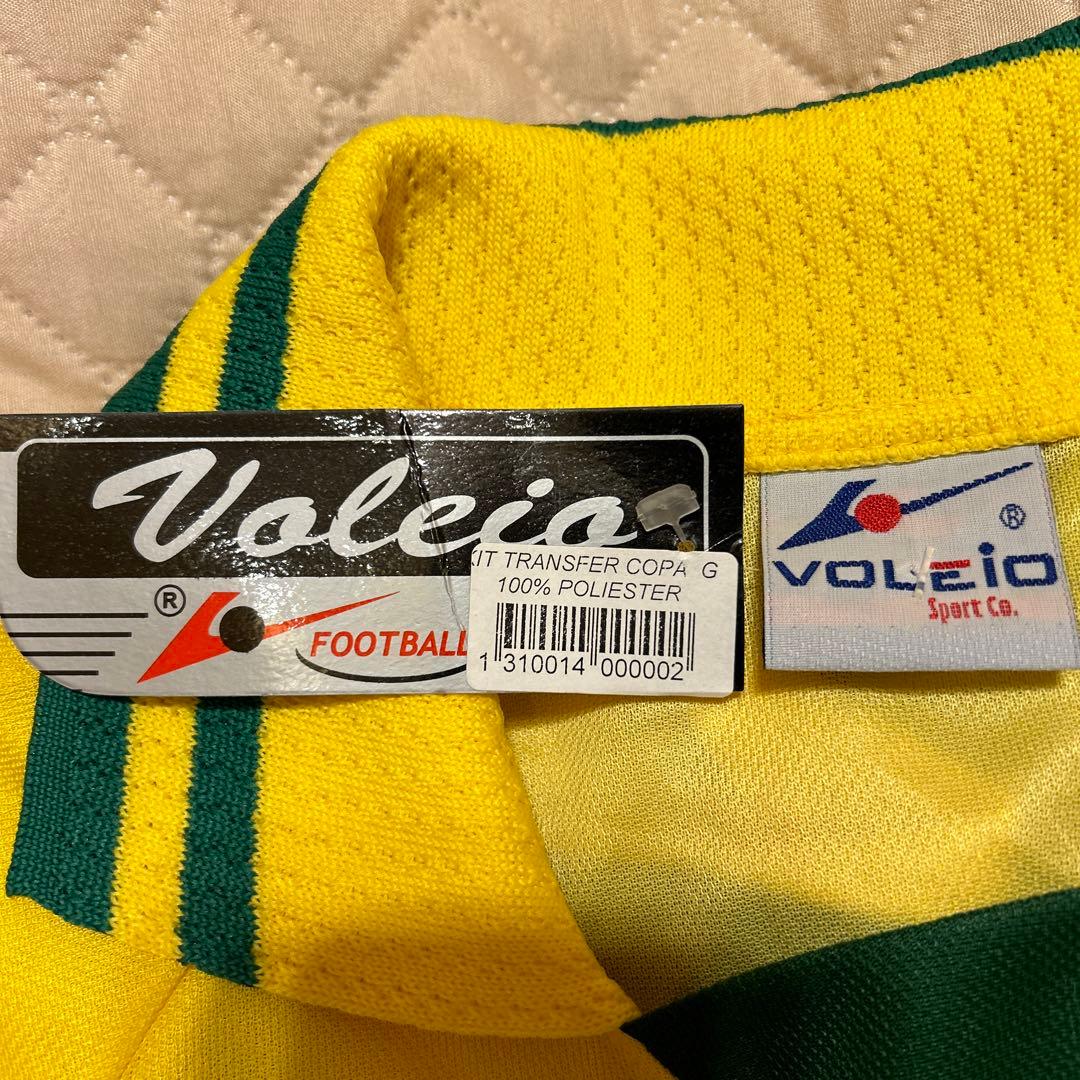 Voleio
®
FOOTBALL
KIT TRANSFER COPA G
100% POLIESTER
1 310014 000002
®
VOLEIO
Sport Co.